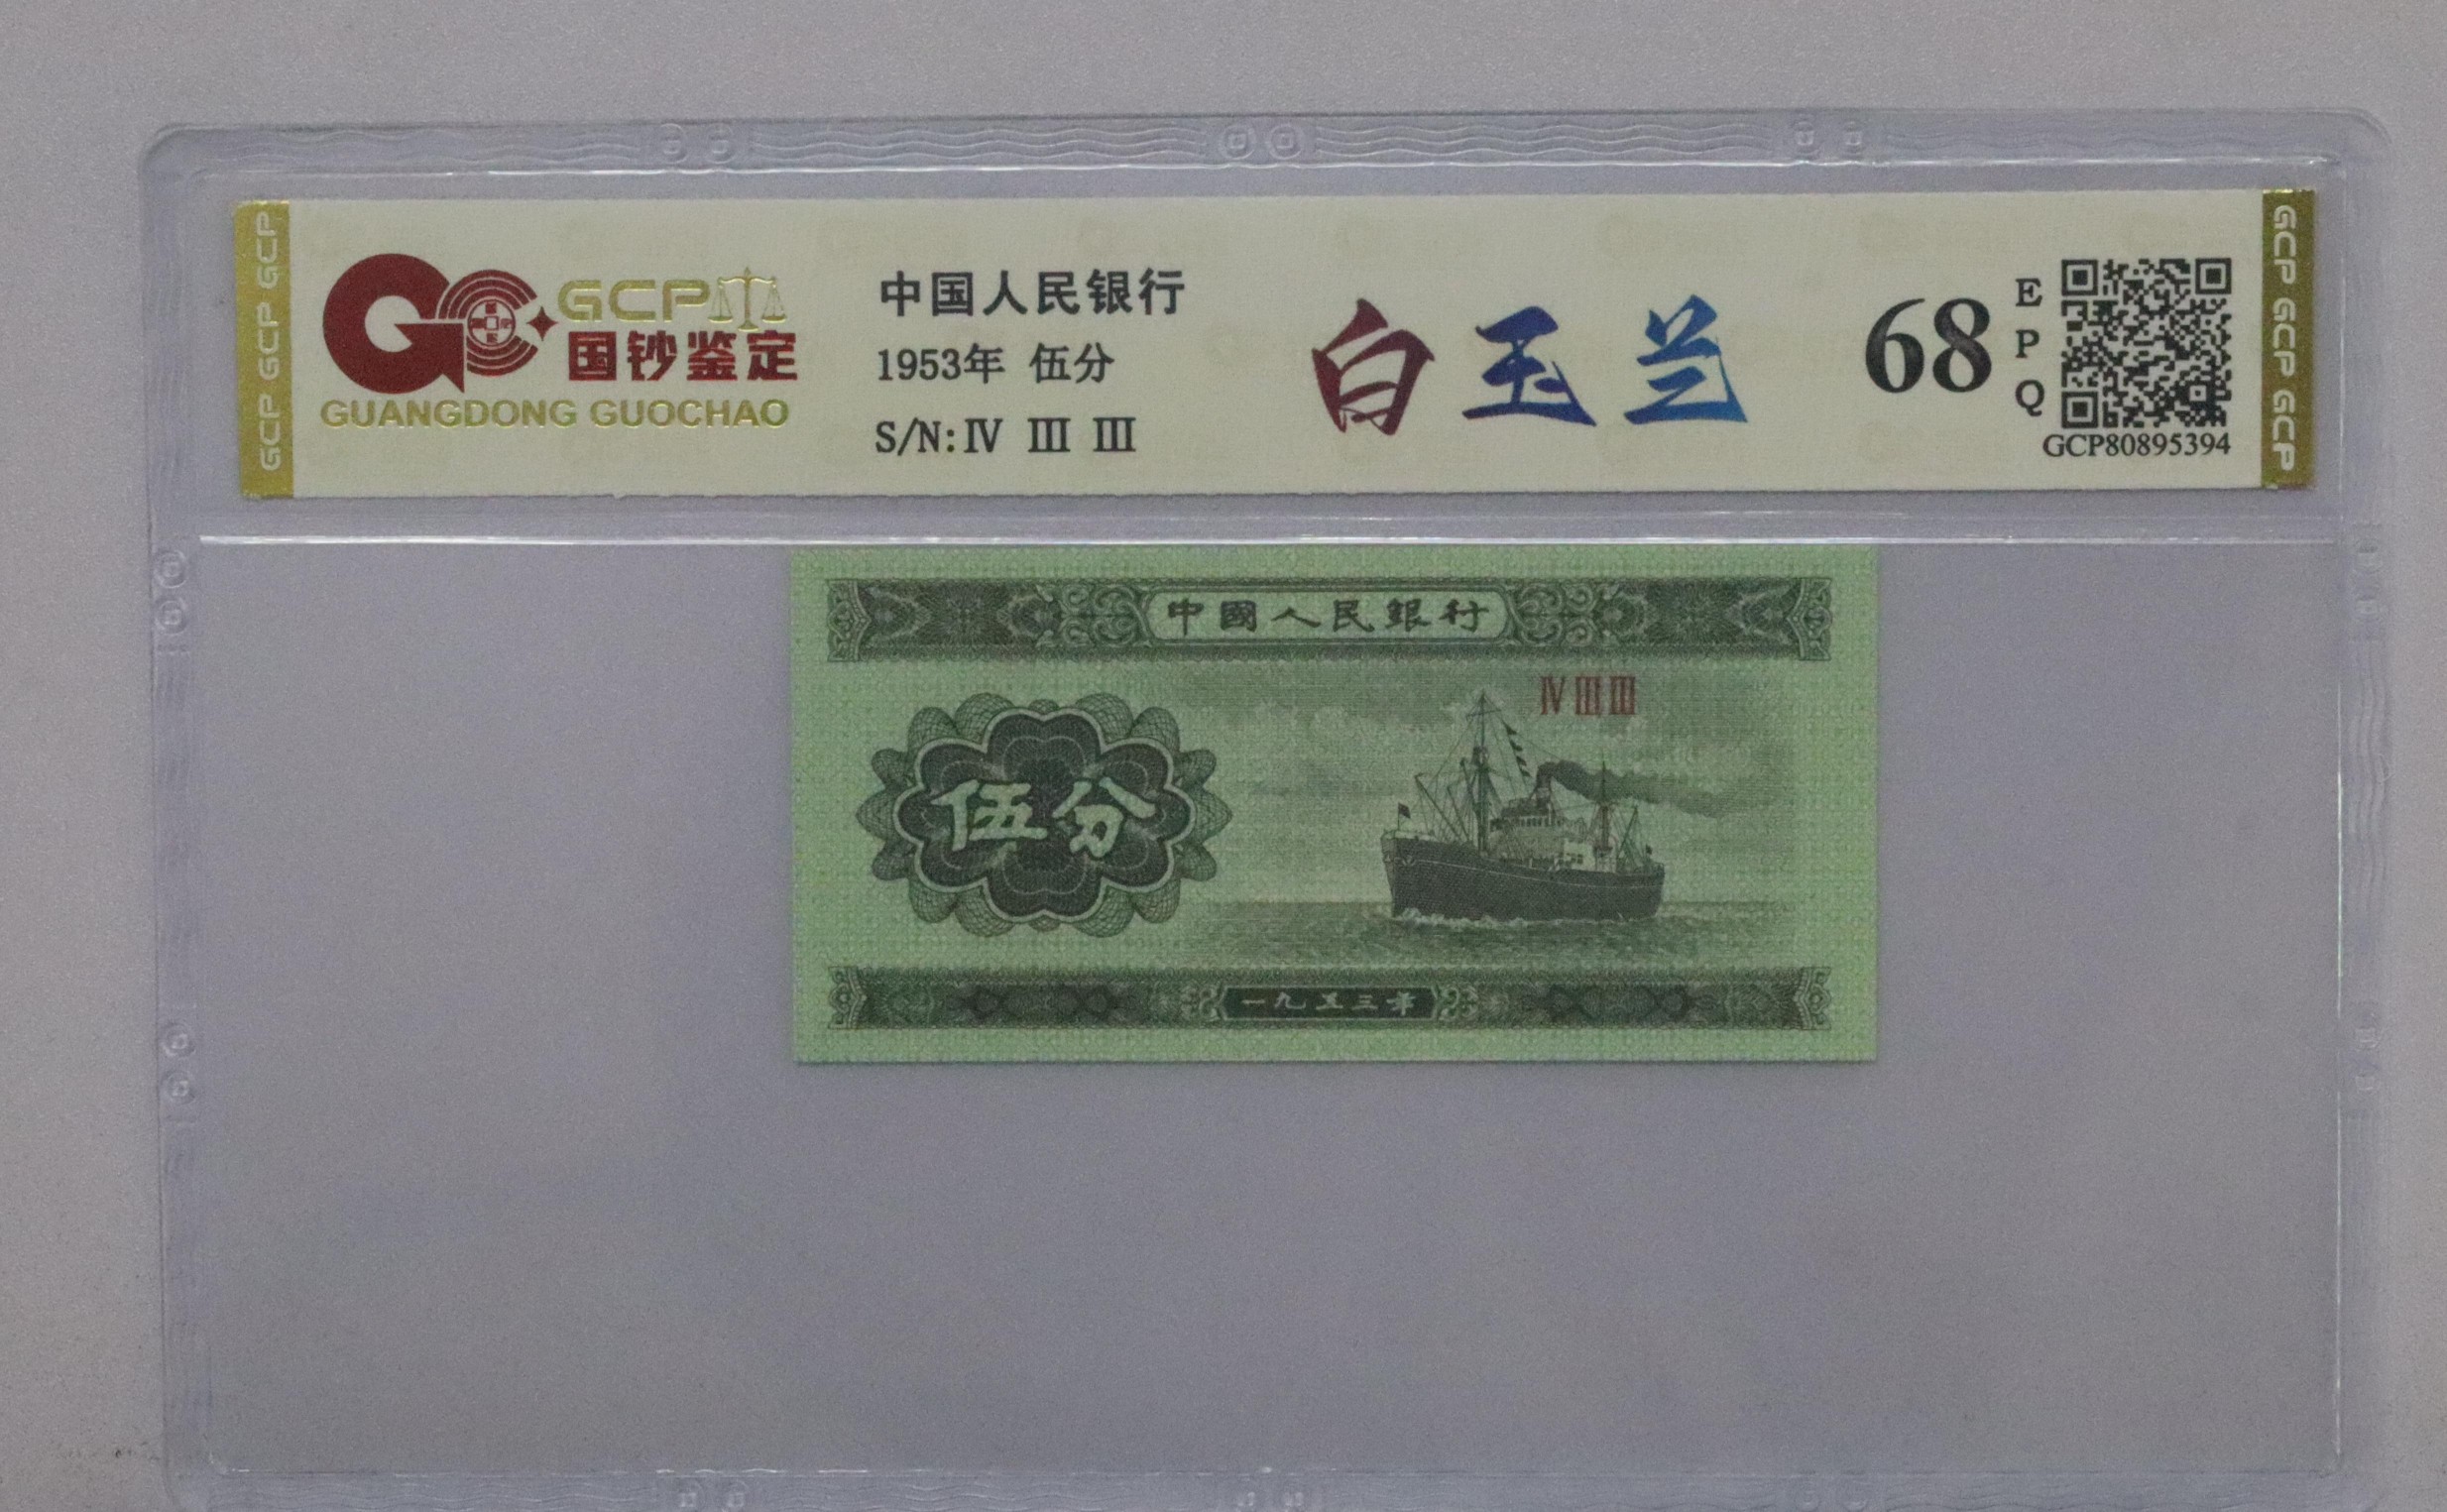 GCP GCP GCP
GCP
国钞鉴定
GUANGDONG GUOCHAO
中国人民银行
1953年 伍分
S/N:Ⅳ Ⅲ Ⅲ
白玉兰
68
E
P
Q
GCP80895394
GCP GCP GCP
中國人民銀行
Ⅳ Ⅲ Ⅲ
伍分
一九五三年